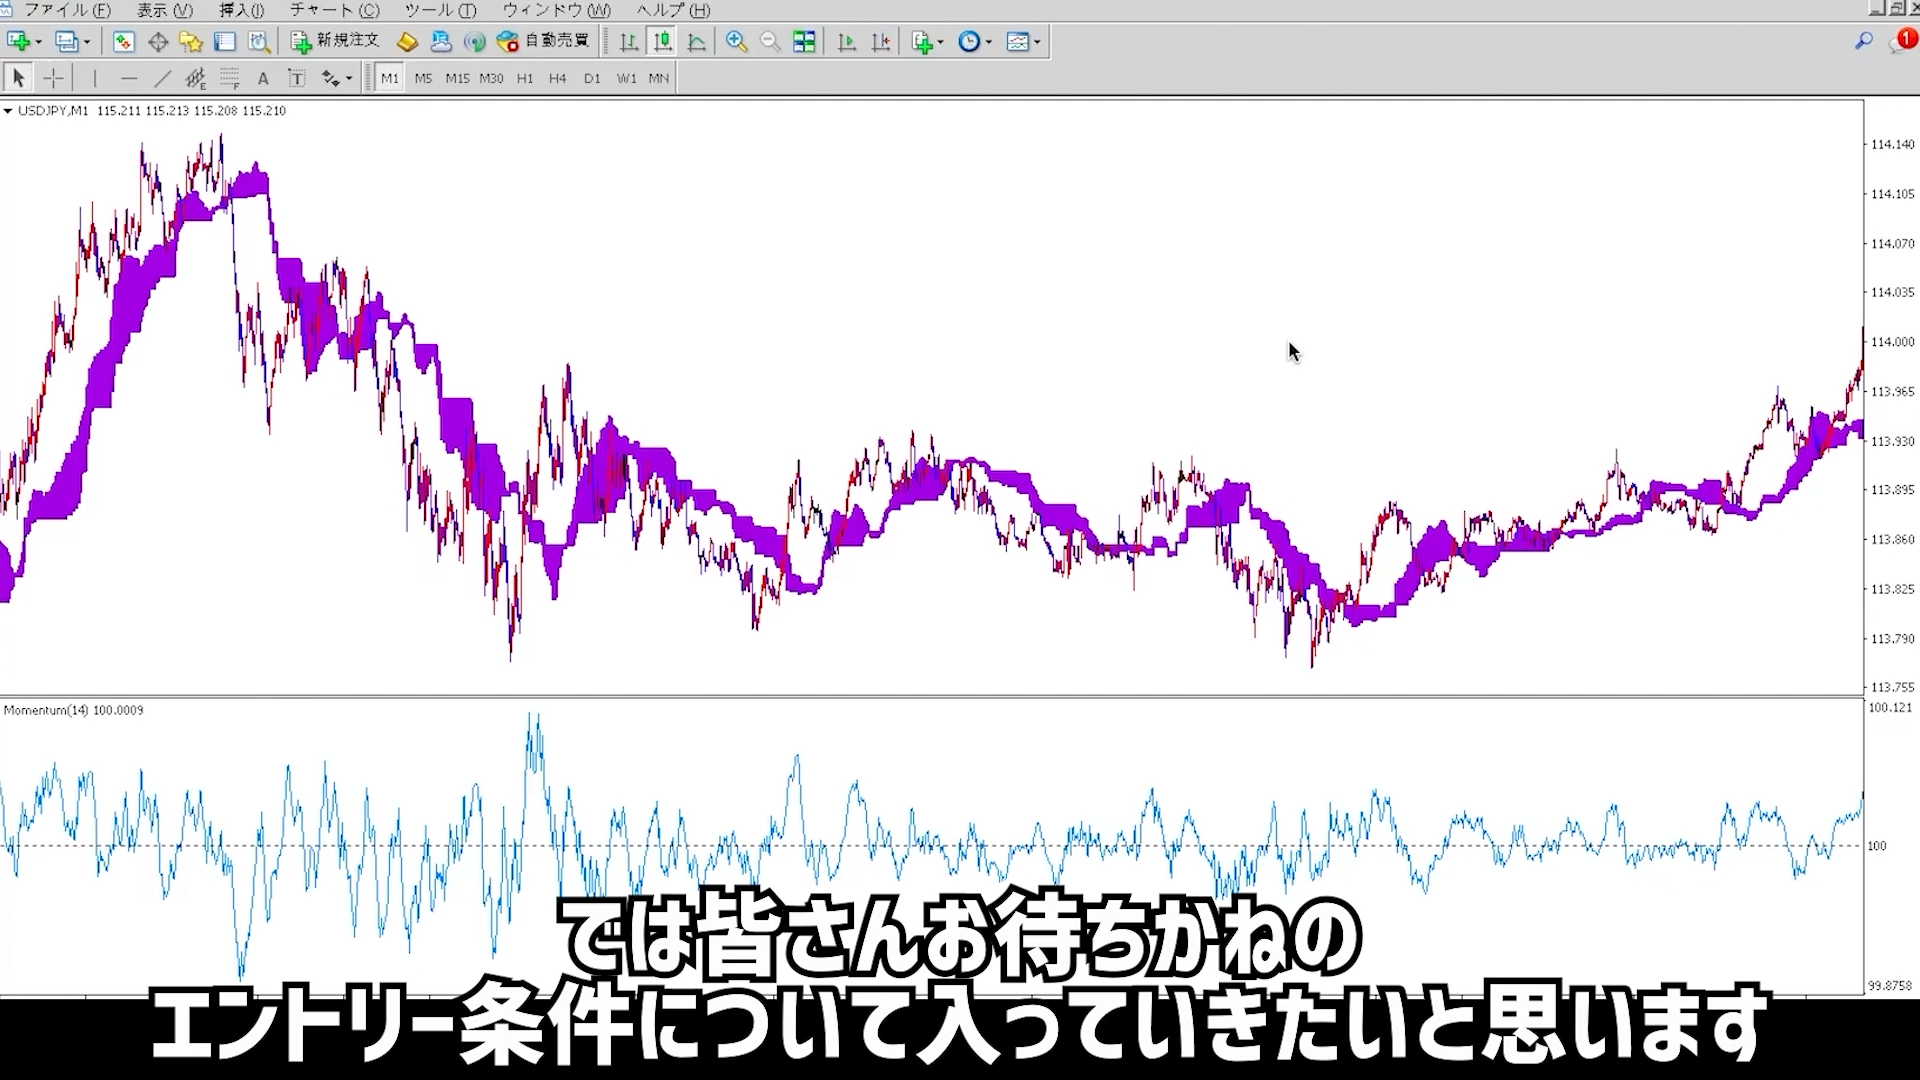 ファイル(F) 表示(V) 挿入(I) チャート(C) ツール(T) ウィンドウ(W) ヘルプ(H)
新規注文 自動売買
1
A T M1 M5 M15 M30 H1 H4 D1 W1 MN
USDJPY,M1 115.211 115.213 115.208 115.210
114.140
114.105
114.070
114.035
114.000
113.965
113.930
113.895
113.860
113.825
113.790
113.755
Momentum(14) 100.0009
100.121
100
99.8758
では皆さんお待ちかねの
エントリー条件について入っていきたいと思います